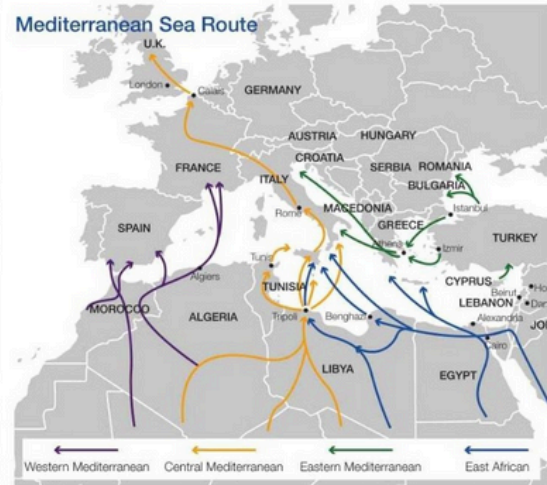 Mediterranean Sea Route
U.K.
London
Calais
GERMANY
AUSTRIA
HUNGARY
CROATIA
FRANCE
SERBIA
ROMANIA
ITALY
BULGARIA
MACEDONIA
Rome
Istanbul
SPAIN
GREECE
Athens
Izmir
TURKEY
Tunis
Algiers
CYPRUS
TUNISIA
Beirut
LEBANON
MOROCCO
ALGERIA
Tripoli
Benghazi
Alexandria
Cairo
LIBYA
EGYPT
Western Mediterranean
Central Mediterranean
Eastern Mediterranean
East African